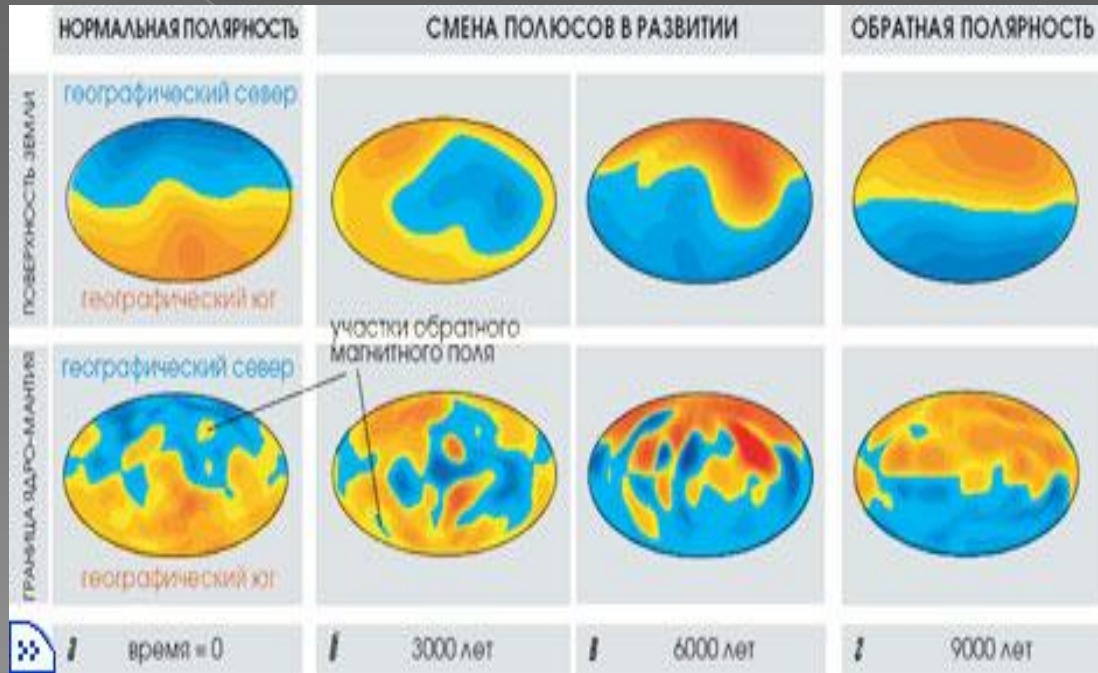 НОРМАЛЬНАЯ ПОЛЯРНОСТЬ
СМЕНА ПОЛЮСОВ В РАЗВИТИИ
ОБРАТНАЯ ПОЛЯРНОСТЬ
ПОВЕРХНОСТЬ ЗЕМЛИ
географический север
географический юг
участки обратного
магнитного поля
ГРАНИЦА ЯДРО-МАНТИЯ
географический север
географический юг
а время = 0
б 3000 лет
в 6000 лет
г 9000 лет